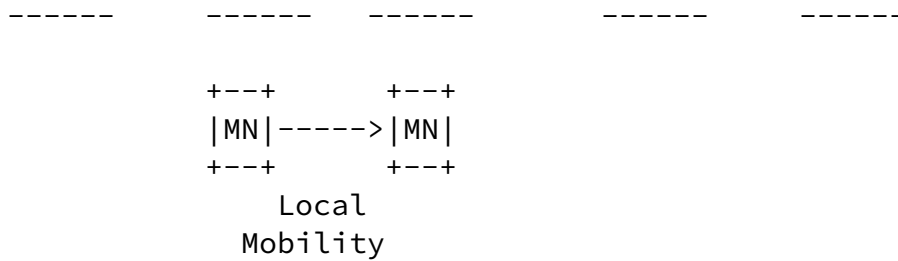 ------ ------ ------ ------ ------
+--+ +--+
|MN|----->|MN|
+--+ +--+
Local
Mobility